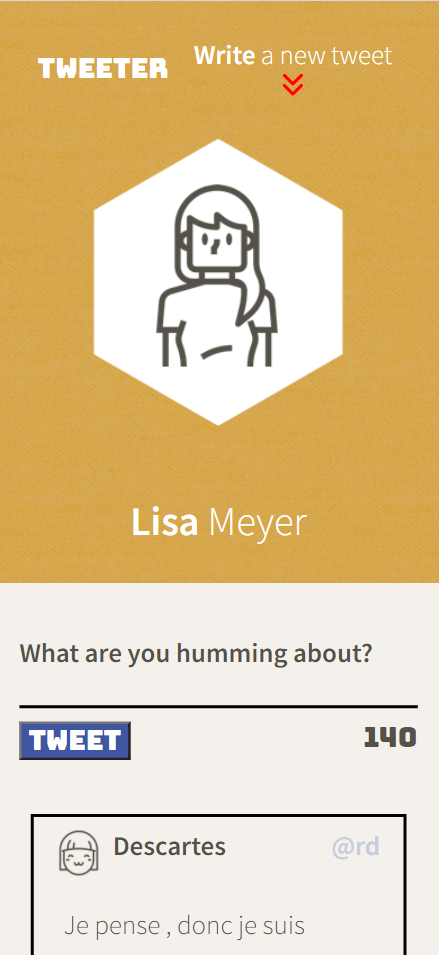 TWEETER
Write a new tweet
Lisa Meyer
What are you humming about?
TWEET
140
Descartes
@rd
Je pense , donc je suis